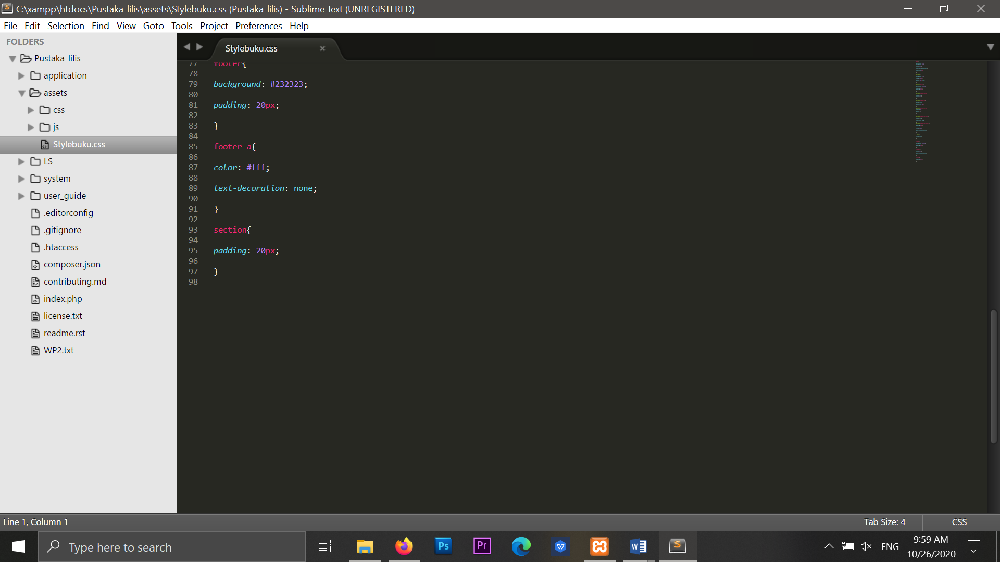 C:\xampp\htdocs\Pustaka_lilis\assets\Stylebuku.css (Pustaka_lilis) - Sublime Text (UNREGISTERED)
File Edit Selection Find View Goto Tools Project Preferences Help
FOLDERS
Pustaka_lilis
application
assets
css
js
Stylebuku.css
LS
system
user_guide
.editorconfig
.gitignore
.htaccess
composer.json
contributing.md
index.php
license.txt
readme.rst
WP2.txt
Stylebuku.css
77 footer{
78
79 background: #232323;
80
81 padding: 20px;
82
83 }
84
85 footer a{
86
87 color: #fff;
88
89 text-decoration: none;
90
91 }
92
93 section{
94
95 padding: 20px;
96
97 }
98
Line 1, Column 1
Tab Size: 4
CSS
Type here to search
Ps
Pr
ENG
9:59 AM
10/26/2020